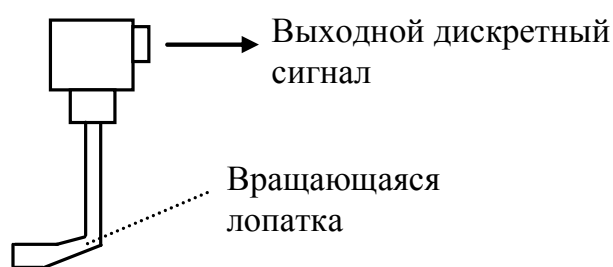 Выходной дискретный
сигнал
Вращающаяся
лопатка